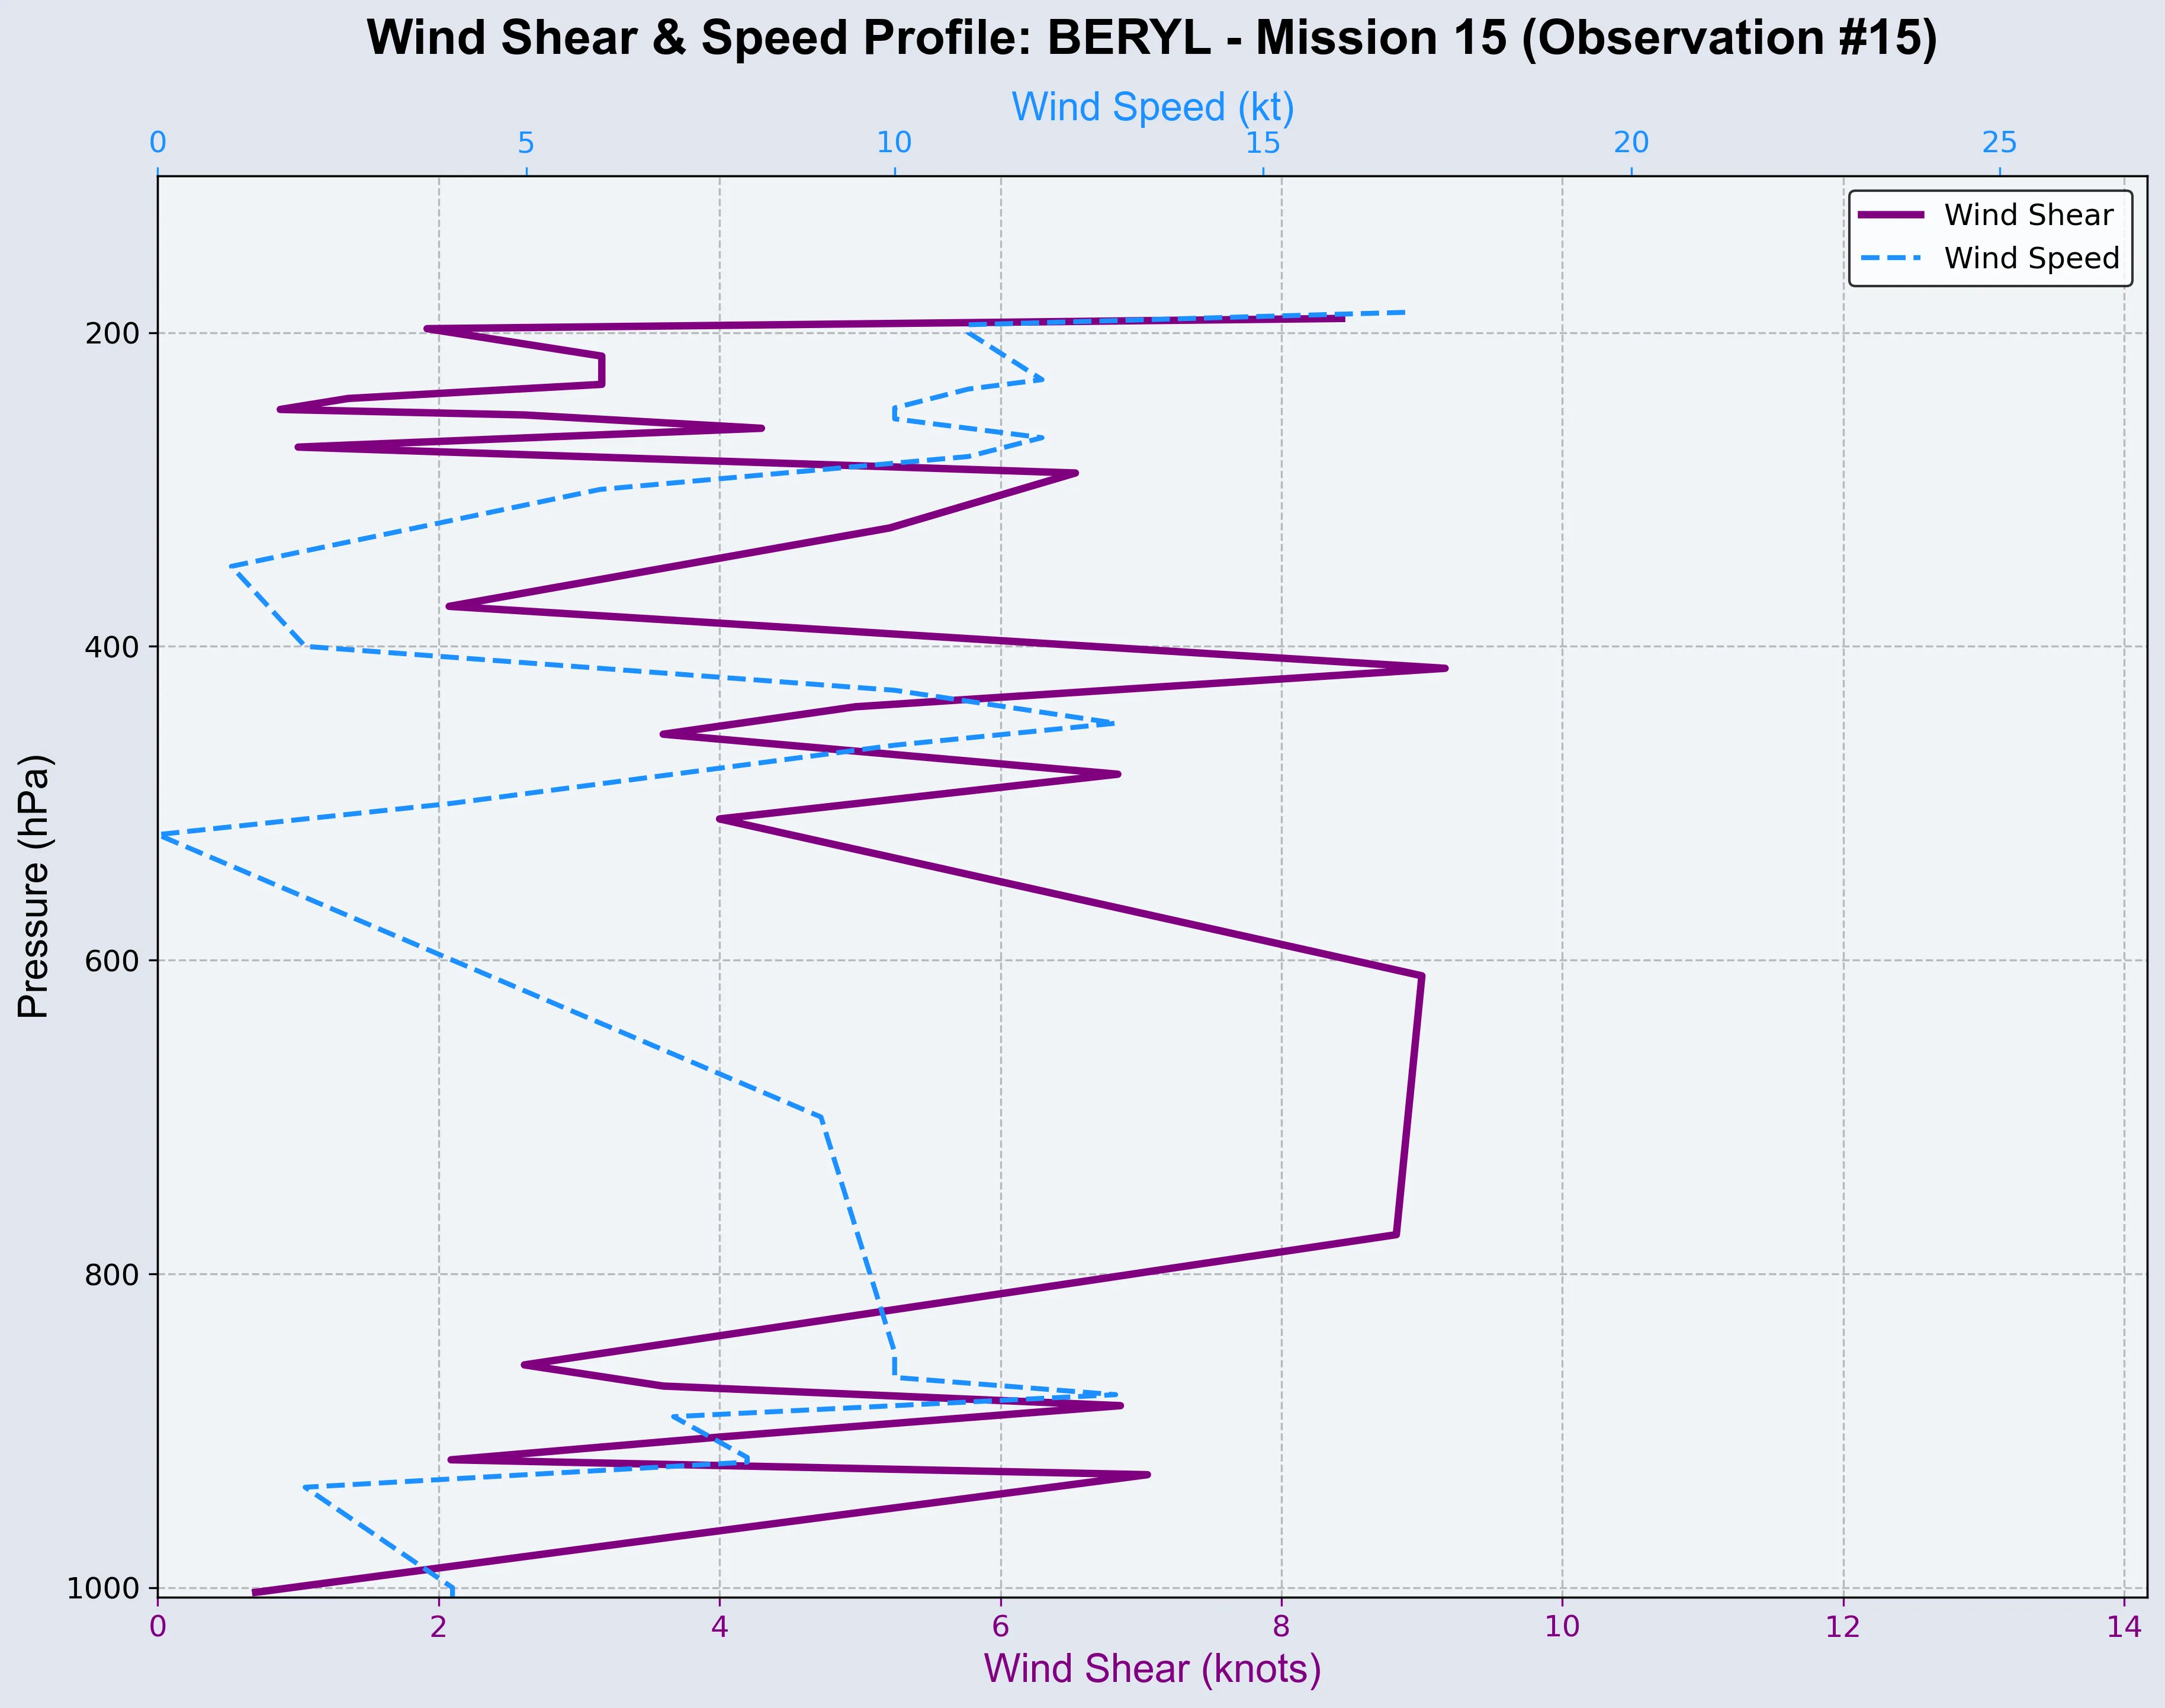 Wind Shear & Speed Profile: BERYL - Mission 15 (Observation #15)
Wind Speed (kt)
0 5 10 15 20 25
Wind Shear
Wind Speed
Pressure (hPa)
200
400
600
800
1000
0 2 4 6 8 10 12 14
Wind Shear (knots)